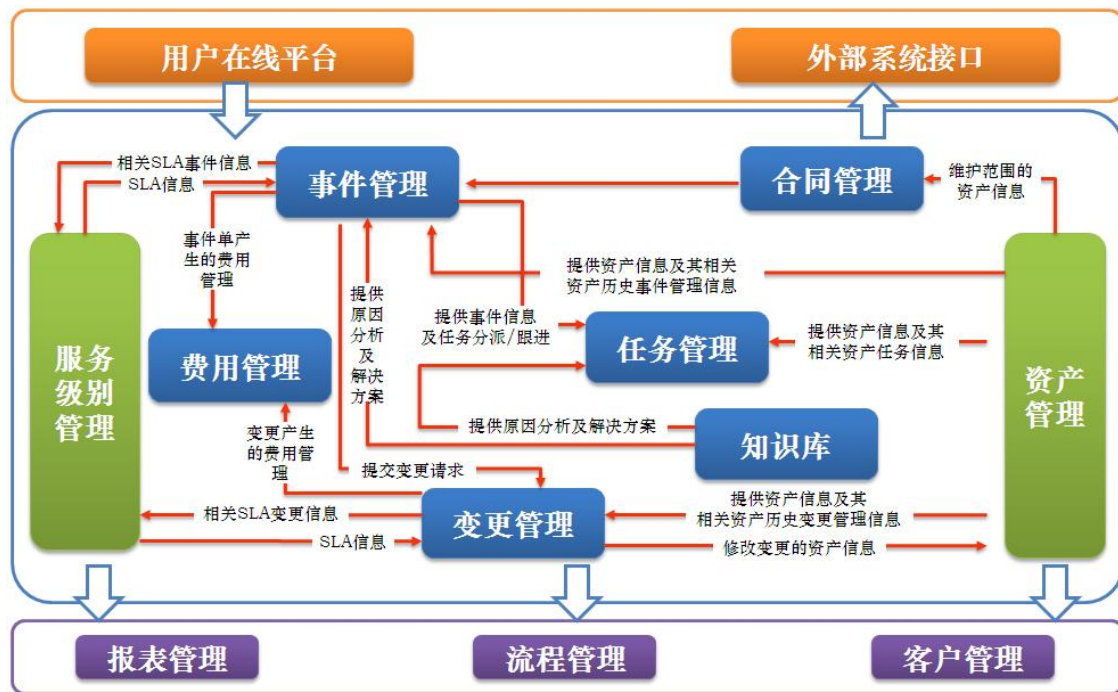 用户在线平台
外部系统接口
相关SLA事件信息
SLA信息
事件管理
合同管理
维护范围的
资产信息
事件单产
生的费用
管理
提供
原因
分析
及
解决
方案
提供资产信息及其相关
资产历史事件管理信息
提供事件信息
及任务分派/跟进
任务管理
提供资产信息及其
相关资产任务信息
服务
级别
管理
费用管理
资产
管理
变更产生
的费用管
理
提供原因分析及解决方案
知识库
提交变更请求
相关SLA变更信息
SLA信息
变更管理
提供资产信息及其
相关资产历史变更管理信息
修改变更的资产信息
报表管理
流程管理
客户管理